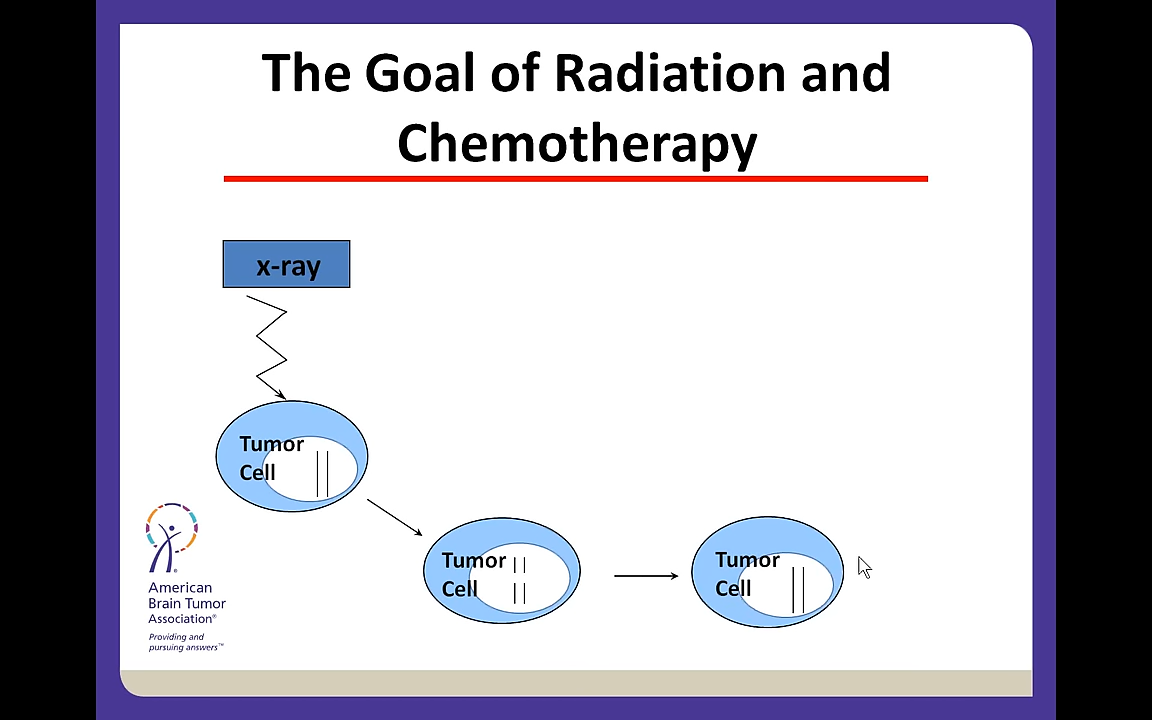 The Goal of Radiation and
Chemotherapy
x-ray
Tumor
Cell
Tumor
Cell
Tumor
Cell
American
Brain Tumor
Association®
Providing and
pursuing answers™